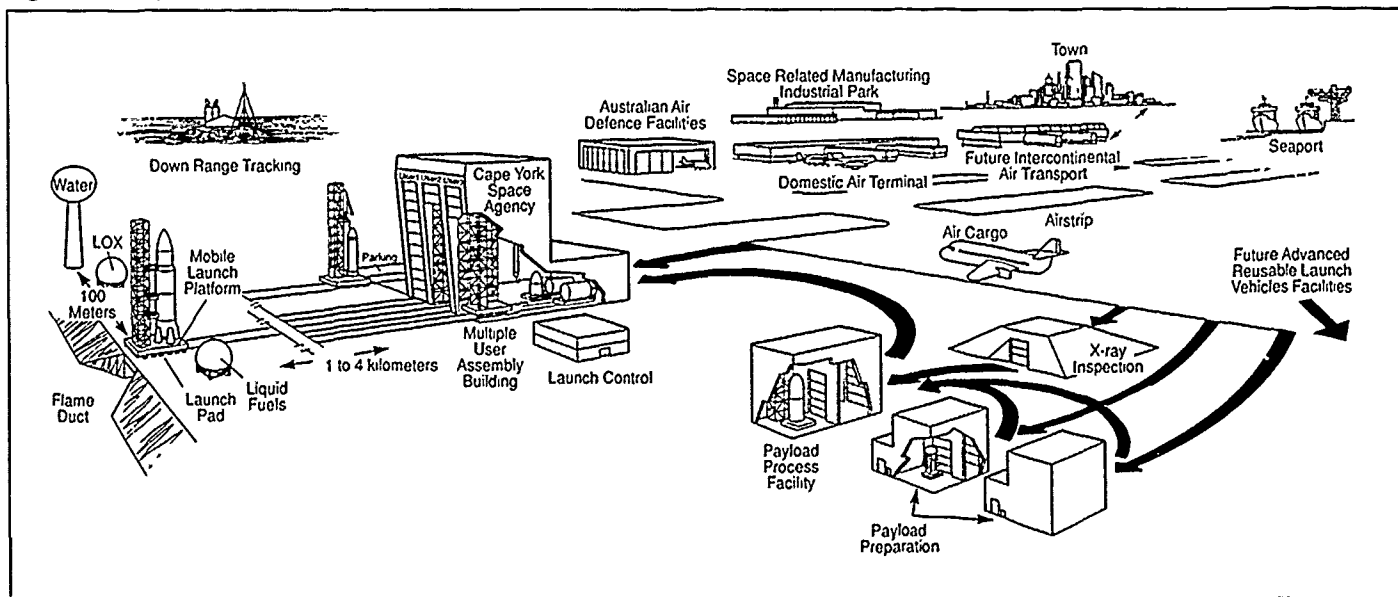 Town
Space Related Manufacturing
Industrial Park
Australian Air
Defence Facilities
Seaport
Down Range Tracking
Future Intercontinental
Air Transport
Domestic Air Terminal
Water
User1 User2 User3
Cape York
Space
Agency
Airstrip
LOX
Mobile
Launch
Platform
Parking
Air Cargo
Future Advanced
Reusable Launch
Vehicles Facilities
100
Meters
1 to 4 kilometers
Multiple
User
Assembly
Building
Launch Control
X-ray
Inspection
Flame
Duct
Launch
Pad
Liquid
Fuels
Payload
Process
Facility
Payload
Preparation